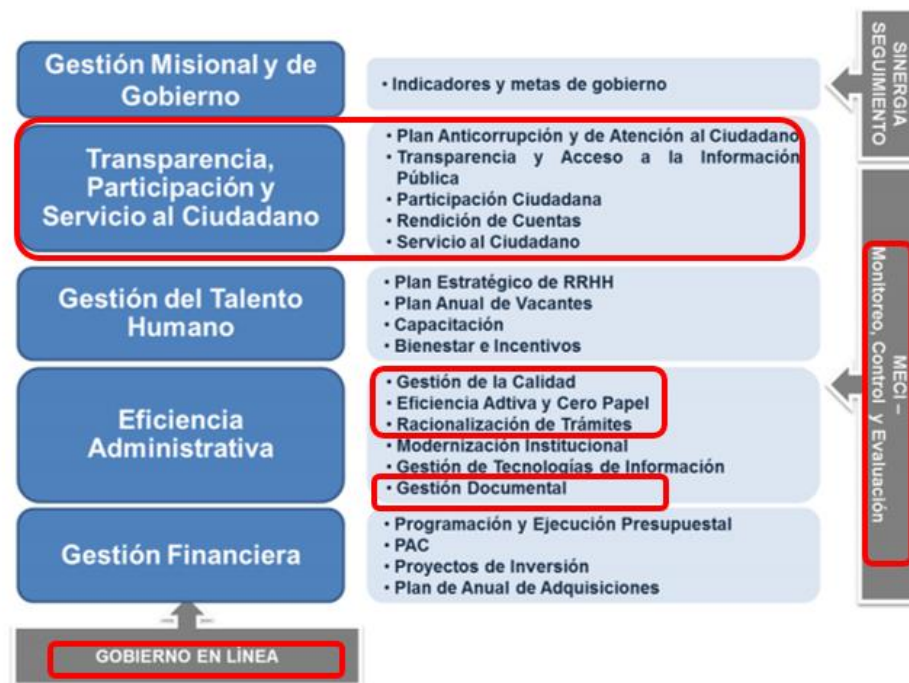 Gestión Misional y de
Gobierno
• Indicadores y metas de gobierno
Transparencia,
Participación y
Servicio al Ciudadano
• Plan Anticorrupción y de Atención al Ciudadano
• Transparencia y Acceso a la Información
Pública
• Participación Ciudadana
• Rendición de Cuentas
• Servicio al Ciudadano
Gestión del Talento
Humano
• Plan Estratégico de RRHH
• Plan Anual de Vacantes
• Capacitación
• Bienestar e Incentivos
Eficiencia
Administrativa
• Gestión de la Calidad
• Eficiencia Adtiva y Cero Papel
• Racionalización de Trámites
• Modernización Institucional
• Gestión de Tecnologías de Información
• Gestión Documental
Gestión Financiera
• Programación y Ejecución Presupuestal
• PAC
• Proyectos de Inversión
• Plan de Anual de Adquisiciones
GOBIERNO EN LÍNEA
SINERGIA
SEGUIMIENTO
MECI –
Monitoreo, Control y Evaluación